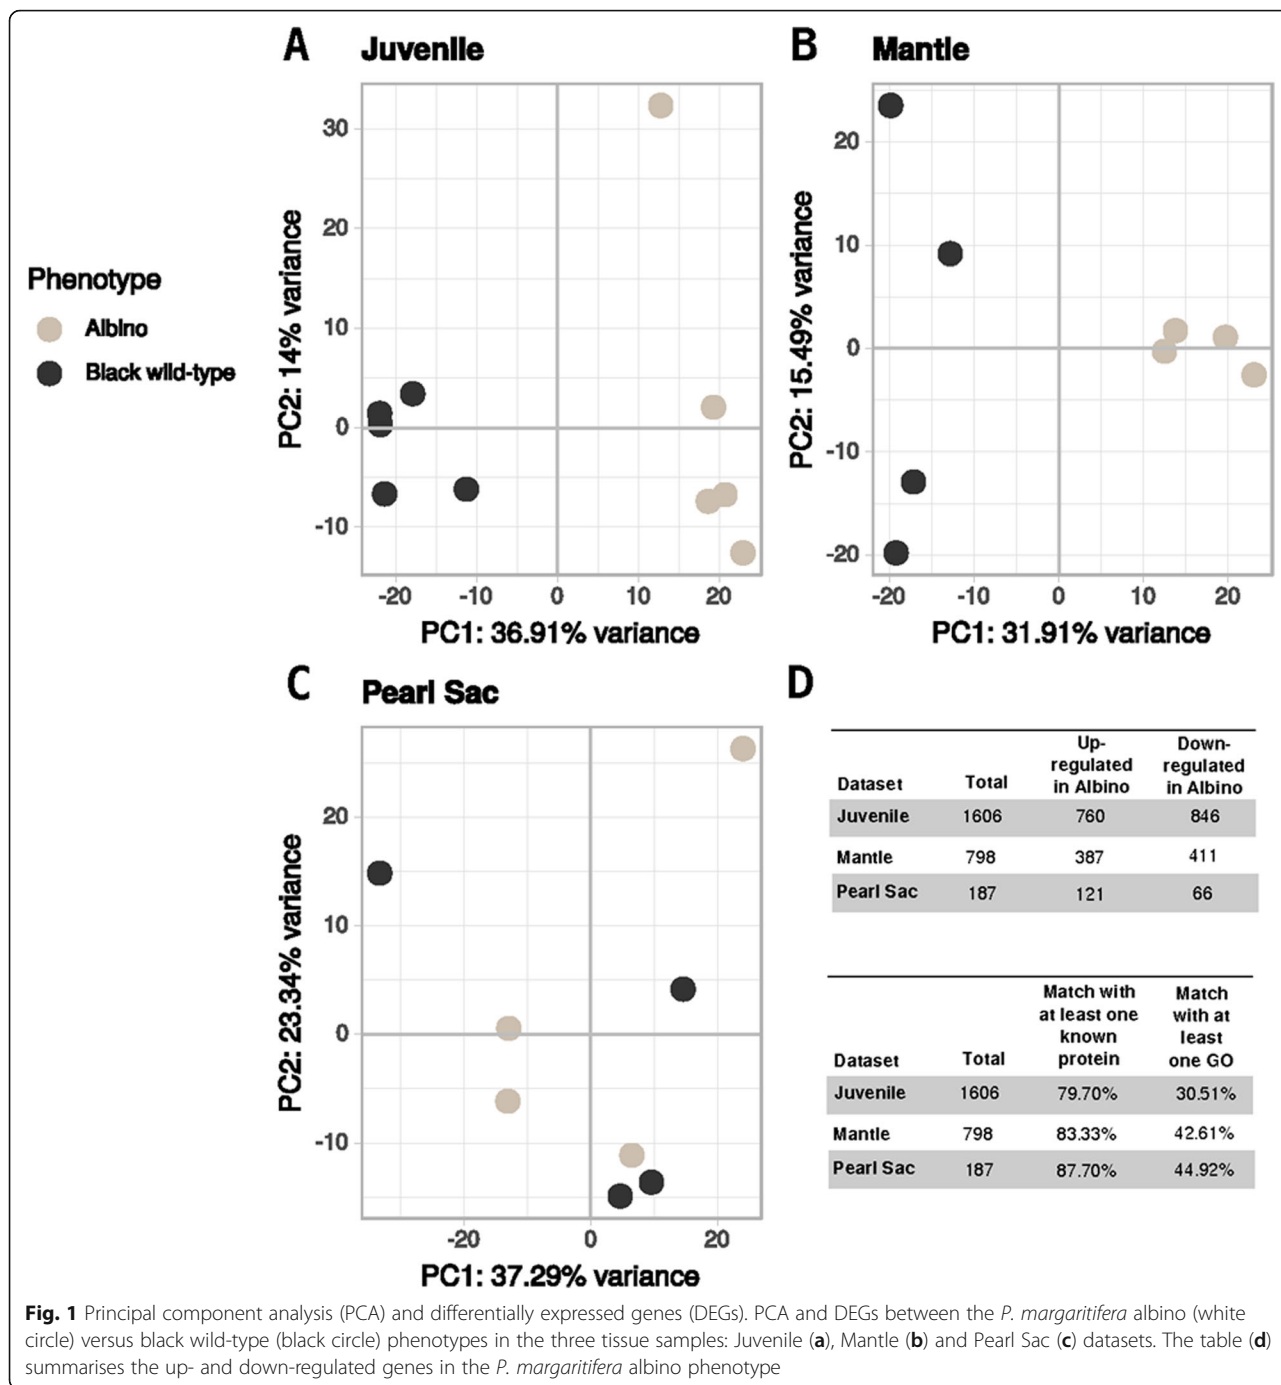 A Juvenile
PC2: 14% variance
30
20
10
0
-10
-20 -10 0 10 20
PC1: 36.91% variance
B Mantle
PC2: 15.49% variance
20
10
0
-10
-20
-20 -10 0 10 20
PC1: 31.91% variance
Phenotype
Albino
Black wild-type
C Pearl Sac
PC2: 23.34% variance
20
10
0
-10
-20 0 20
PC1: 37.29% variance
D
Up-
regulated
in Albino
Down-
regulated
in Albino
Dataset Total
Juvenile 1606 760 846
Mantle 798 387 411
Pearl Sac 187 121 66
Match with
at least one
known
protein
Match
with at
least
one GO
Dataset Total
Juvenile 1606 79.70% 30.51%
Mantle 798 83.33% 42.61%
Pearl Sac 187 87.70% 44.92%
Fig. 1 Principal component analysis (PCA) and differentially expressed genes (DEGs). PCA and DEGs between the P. margaritifera albino (white
circle) versus black wild-type (black circle) phenotypes in the three tissue samples: Juvenile (a), Mantle (b) and Pearl Sac (c) datasets. The table (d)
summarises the up- and down-regulated genes in the P. margaritifera albino phenotype